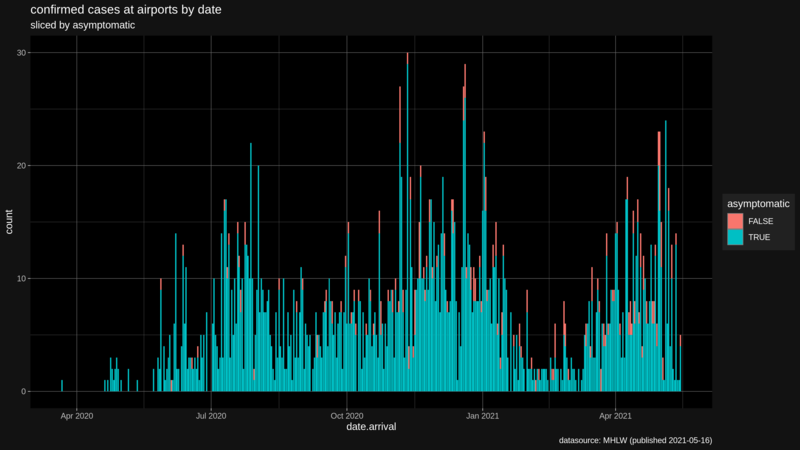 confirmed cases at airports by date
sliced by asymptomatic
30
20
10
0
count
Apr 2020
Jul 2020
Oct 2020
Jan 2021
Apr 2021
date.arrival
asymptomatic
FALSE
TRUE
datasource: MHLW (published 2021-05-16)